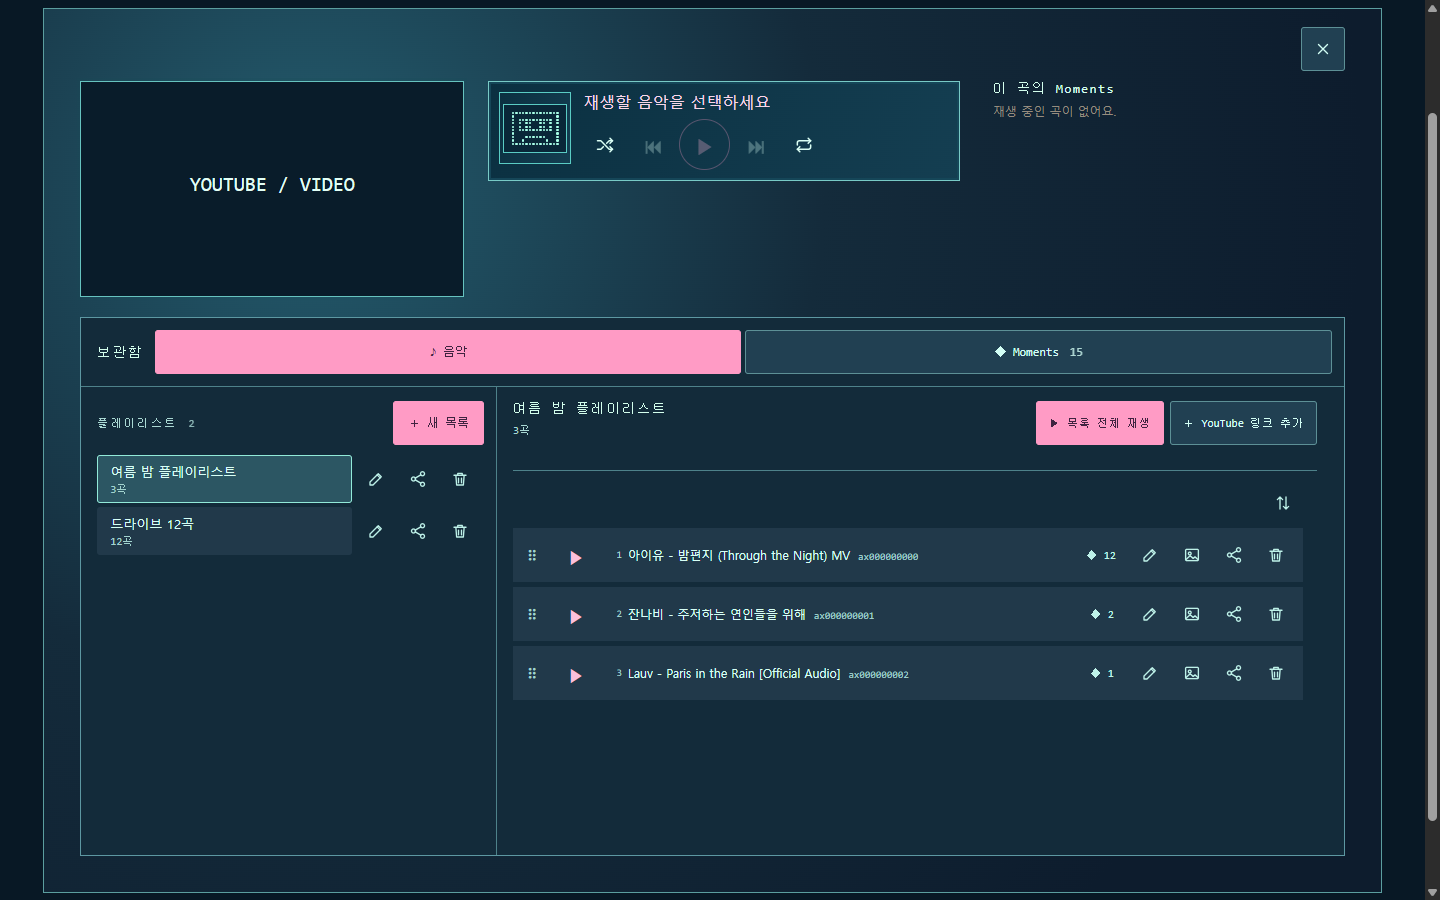 YOUTUBE / VIDEO
재생할 음악을 선택하세요
이 곡의 Moments
재생 중인 곡이 없어요.
보관함
♪ 음악
◆ Moments 15
플레이리스트 2
+ 새 목록
여름 밤 플레이리스트
3곡
드라이브 12곡
12곡
여름 밤 플레이리스트
3곡
▶ 목록 전체 재생
+ YouTube 링크 추가
1 아이유 - 밤편지 (Through the Night) MV ax000000000
◆ 12
2 잔나비 - 주저하는 연인들을 위해 ax000000001
◆ 2
3 Lauv - Paris in the Rain [Official Audio] ax000000002
◆ 1